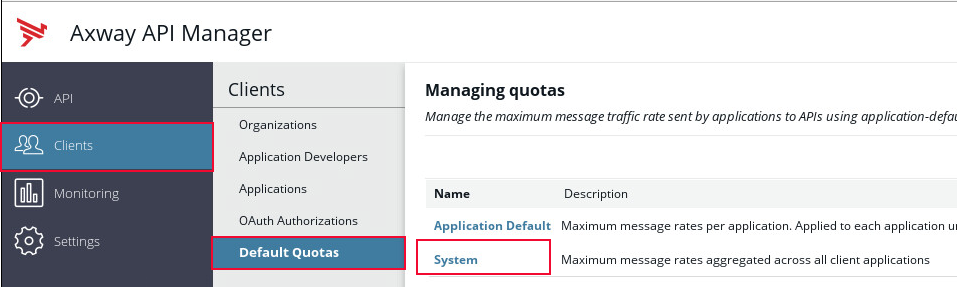 Axway API Manager
API
Clients
Monitoring
Settings
Clients
Organizations
Application Developers
Applications
OAuth Authorizations
Default Quotas
Managing quotas
Manage the maximum message traffic rate sent by applications to APIs using
Name Description
Application Default Maximum message rates per application. Applied to each application
System Maximum message rates aggregated across all client applications